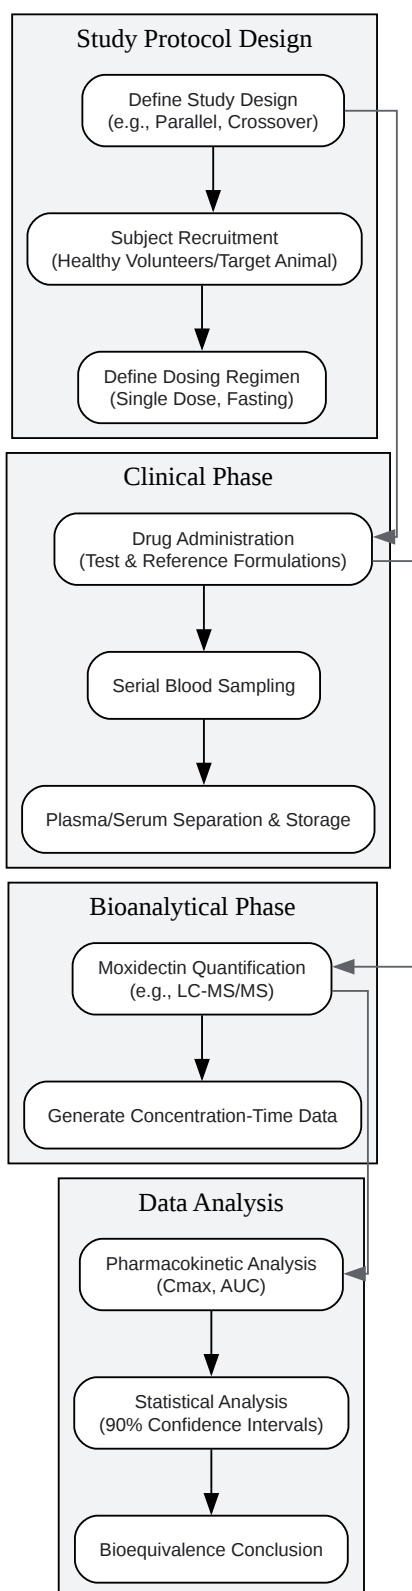 Study Protocol Design
Define Study Design
(e.g., Parallel, Crossover)
Subject Recruitment
(Healthy Volunteers/Target Animal)
Define Dosing Regimen
(Single Dose, Fasting)
Clinical Phase
Drug Administration
(Test & Reference Formulations)
Serial Blood Sampling
Plasma/Serum Separation & Storage
Bioanalytical Phase
Moxidectin Quantification
(e.g., LC-MS/MS)
Generate Concentration-Time Data
Data Analysis
Pharmacokinetic Analysis
(Cmax, AUC)
Statistical Analysis
(90% Confidence Intervals)
Bioequivalence Conclusion